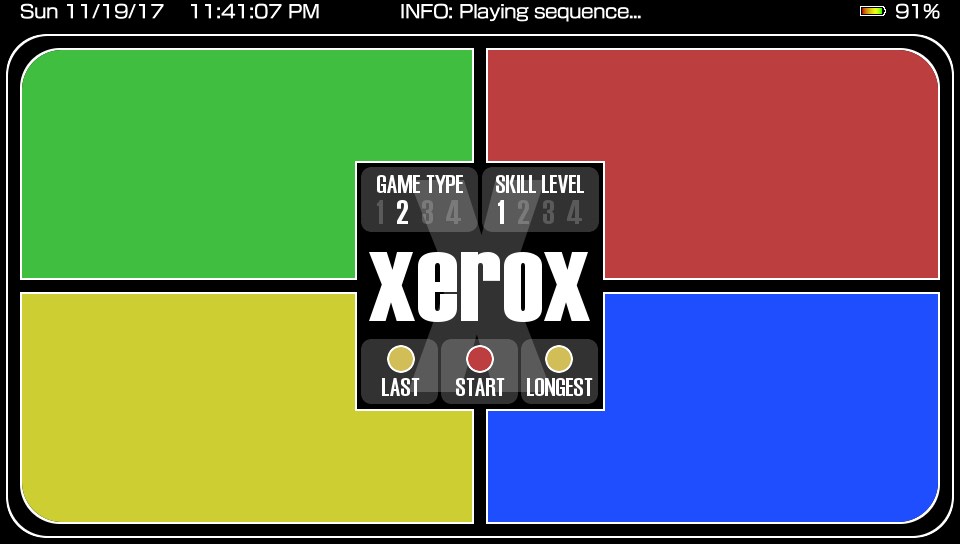 Sun 11/19/17 11:41:07 PM INFO: Playing sequence... 91%
GAME TYPE SKILL LEVEL
1 2 3 4 1 2 3 4
xerox
LAST START LONGEST